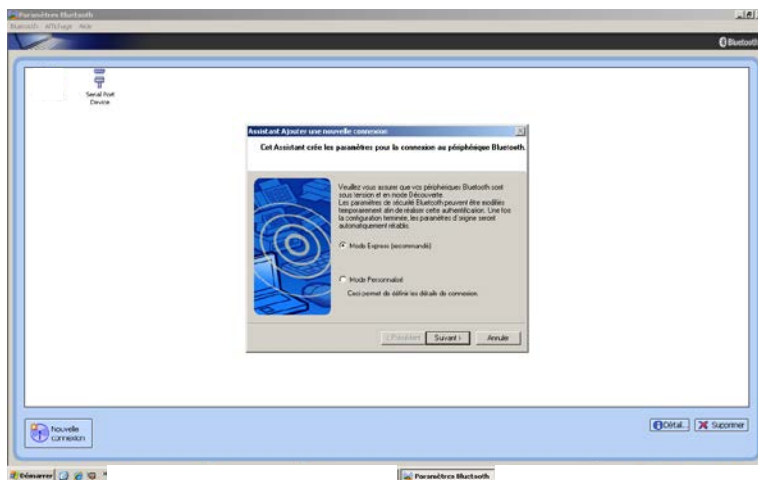 Paramètres Bluetooth
Bluetooth Affichage Aide
Bluetooth
Serial Port
Device
Assistant Ajouter une nouvelle connexion
Cet Assistant crée les paramètres pour la connexion au périphérique Bluetooth.
Veuillez vous assurer que vos périphériques Bluetooth sont
sous tension et en mode Découverte.
Les paramètres de sécurité Bluetooth peuvent être modifiés
temporairement afin de réaliser cette authentification. Une fois
la configuration terminée, les paramètres d'origine seront
automatiquement rétablis.
Mode Express (recommandé)
Mode Personnalisé
Ceci permet de définir les détails de connexion.
< Précédent Suivant > Annuler
Nouvelle
connexion
Détail... Supprimer
Démarrer
Paramètres Bluetooth